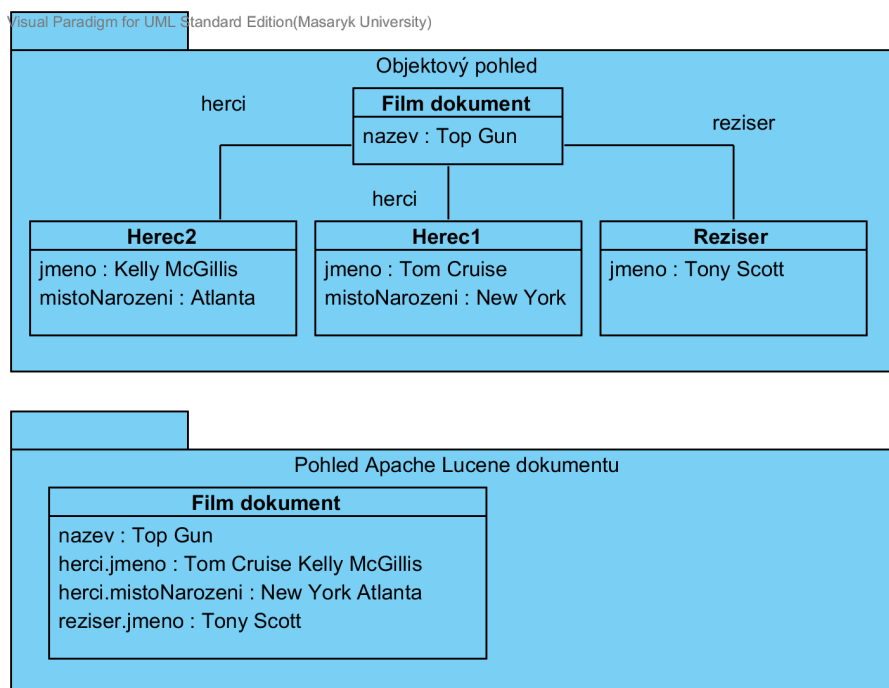 Visual Paradigm for UML Standard Edition(Masaryk University)
Objektový pohled
herci
Film dokument
nazev : Top Gun
reziser
herci
Herec2
jmeno : Kelly McGillis
mistoNarozeni : Atlanta
Herec1
jmeno : Tom Cruise
mistoNarozeni : New York
Reziser
jmeno : Tony Scott
Pohled Apache Lucene dokumentu
Film dokument
nazev : Top Gun
herci.jmeno : Tom Cruise Kelly McGillis
herci.mistoNarozeni : New York Atlanta
reziser.jmeno : Tony Scott